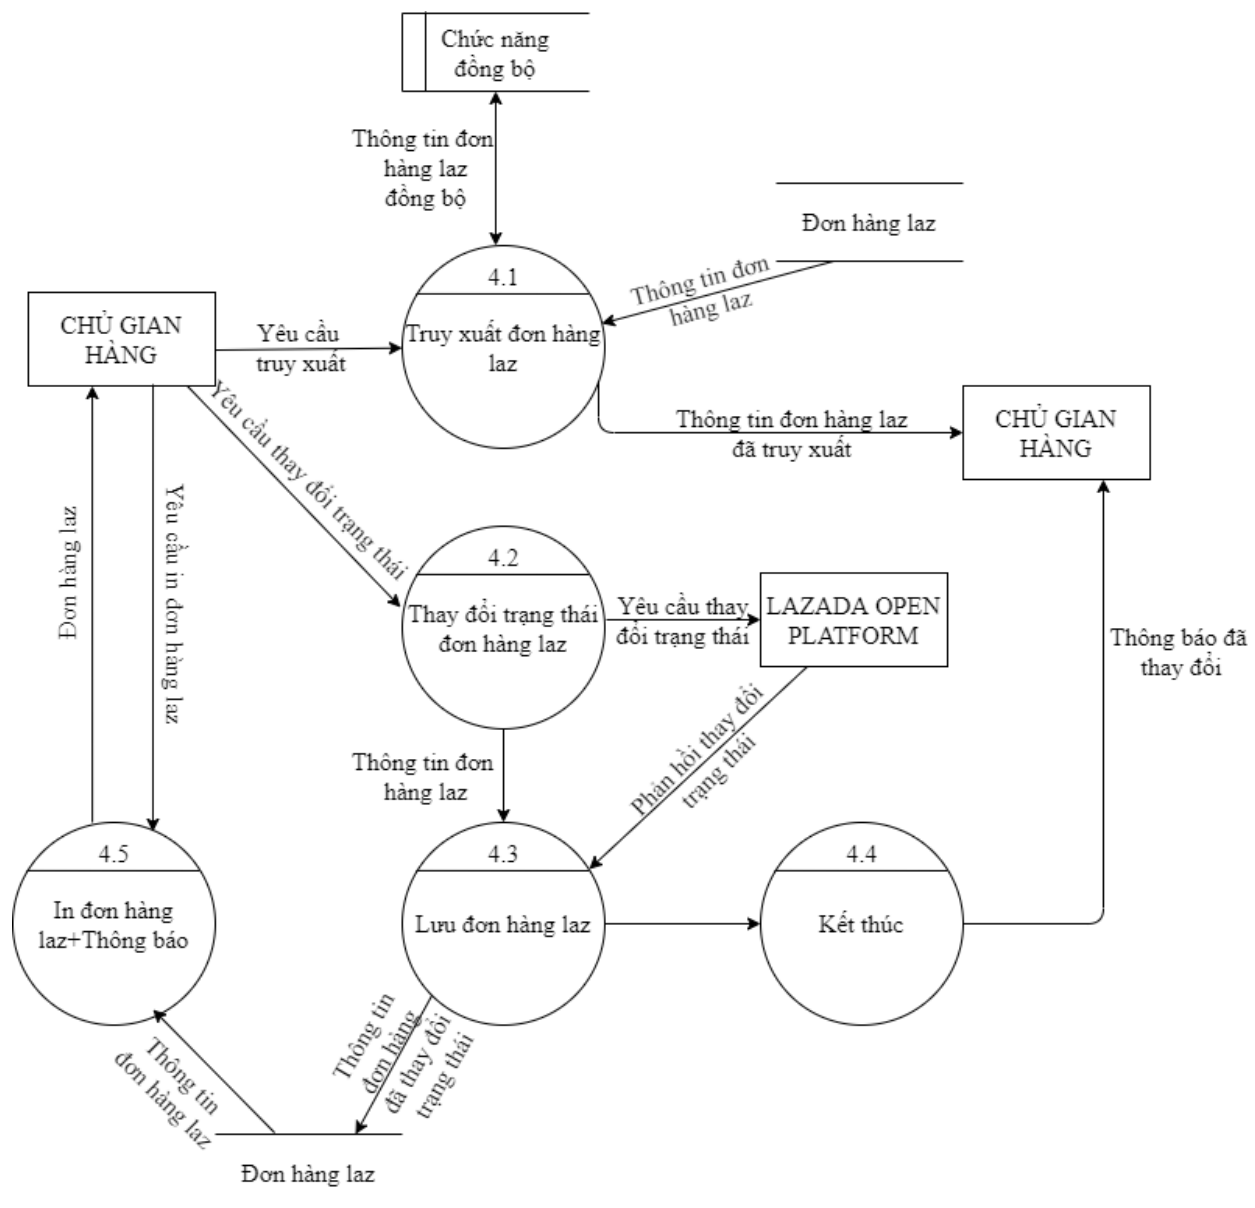 Chức năng
đồng bộ
Thông tin đơn
hàng laz
đồng bộ
Đơn hàng laz
Thông tin đơn
hàng laz
4.1
Truy xuất đơn hàng
laz
CHỦ GIAN
HÀNG
Yêu cầu
truy xuất
Thông tin đơn hàng laz
đã truy xuất
CHỦ GIAN
HÀNG
Yêu cầu thay đổi trạng thái
Đơn hàng laz
Yêu cầu in đơn hàng laz
4.2
Thay đổi trạng thái
đơn hàng laz
Yêu cầu thay
đổi trạng thái
LAZADA OPEN
PLATFORM
Thông báo đã
thay đổi
Thông tin đơn
hàng laz
Phản hồi thay đổi
trạng thái
4.5
In đơn hàng
laz+Thông báo
4.3
Lưu đơn hàng laz
4.4
Kết thúc
Thông tin
đơn hàng
đã thay đổi
trạng thái
Thông tin
đơn hàng laz
Đơn hàng laz